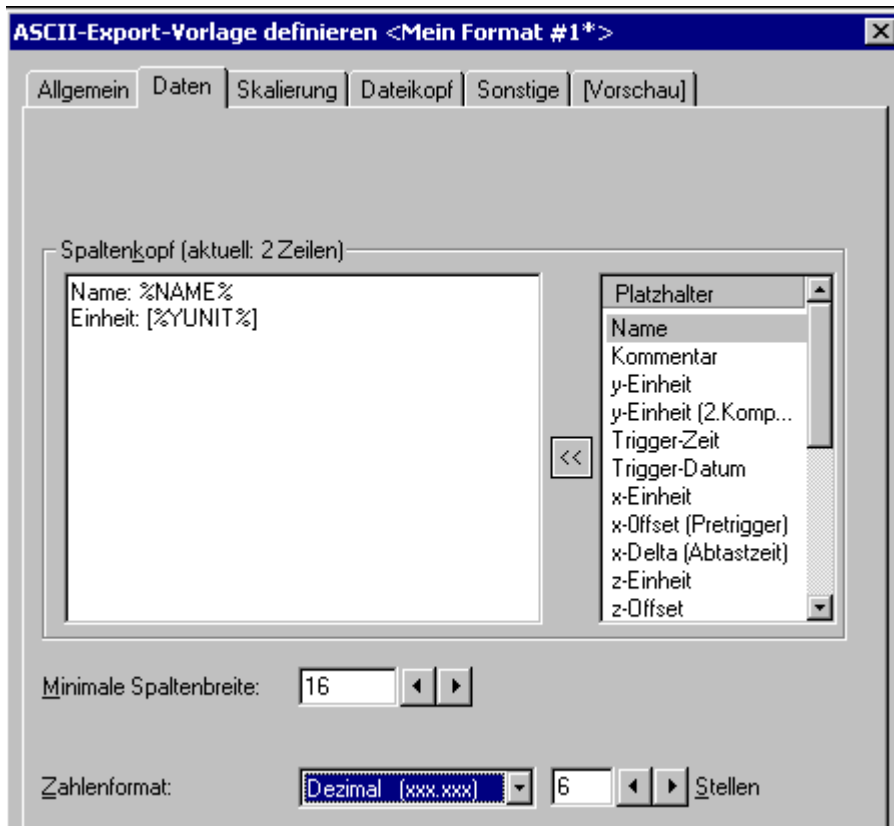 ASCII-Export-Vorlage definieren <Mein Format #1*>
Allgemein Daten Skalierung Dateikopf Sonstige [Vorschau]
Spaltenkopf (aktuell: 2 Zeilen)
Name: %NAME%
Einheit: [%YUNIT%]
<<
Platzhalter
Name
Kommentar
y-Einheit
y-Einheit (2.Komp...
Trigger-Zeit
Trigger-Datum
x-Einheit
x-Offset (Pretrigger)
x-Delta (Abtastzeit)
z-Einheit
z-Offset
Minimale Spaltenbreite: 16
Zahlenformat: Dezimal (xxx.xxx) 6 Stellen